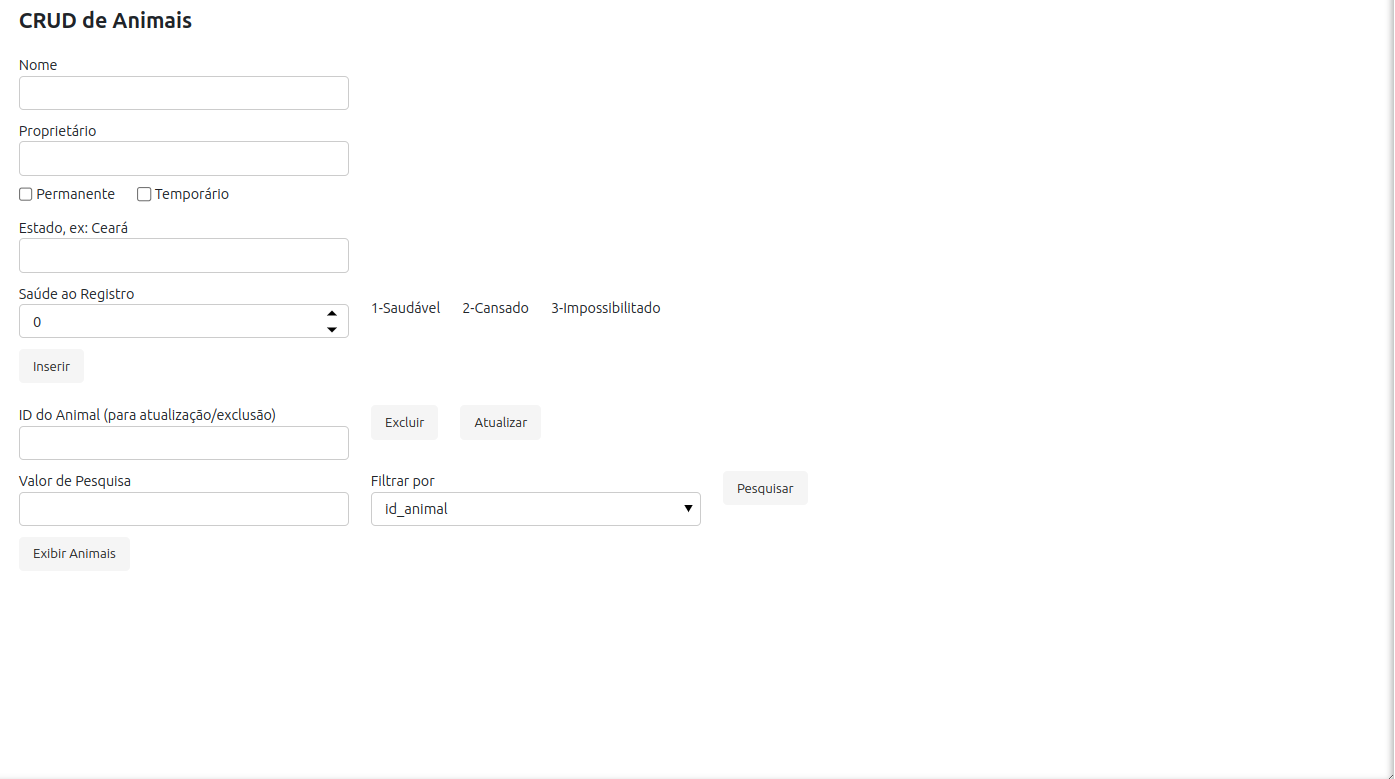 CRUD de Animais
Nome
Proprietário
Permanente Temporário
Estado, ex: Ceará
Saúde ao Registro
0
1-Saudável 2-Cansado 3-Impossibilitado
Inserir
ID do Animal (para atualização/exclusão)
Excluir Atualizar
Valor de Pesquisa
Filtrar por
id_animal
Pesquisar
Exibir Animais